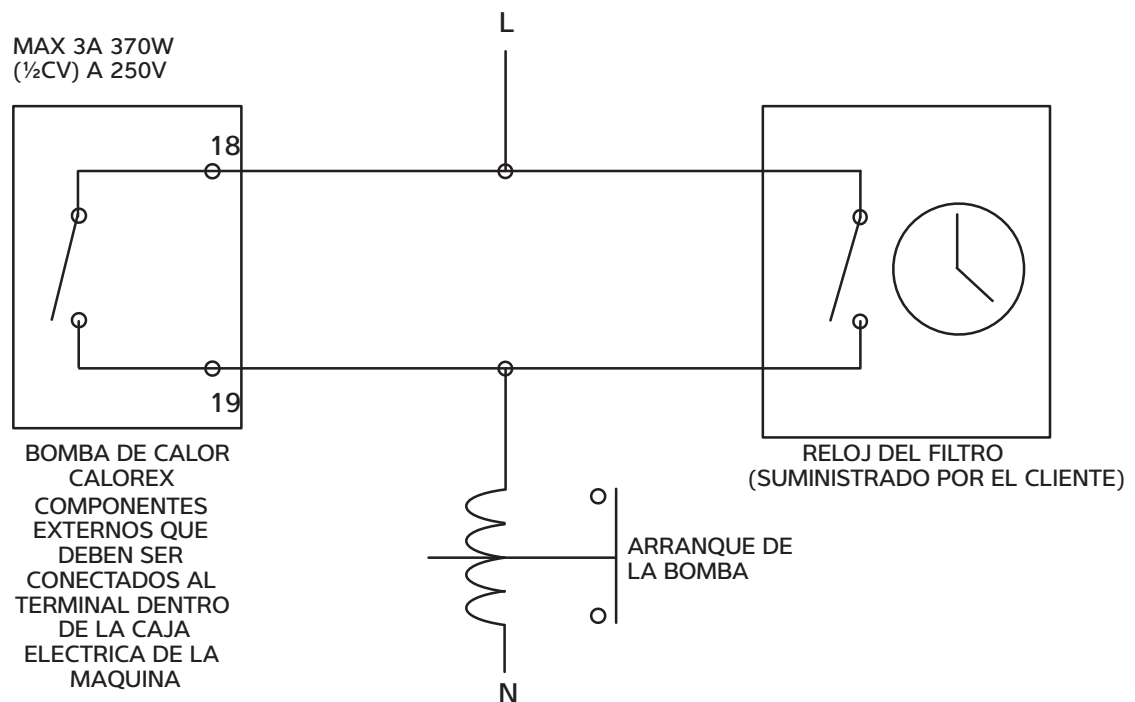 L
MAX 3A 370W
(½CV) A 250V
18
19
BOMBA DE CALOR
CALOREX
COMPONENTES
EXTERNOS QUE
DEBEN SER
CONECTADOS AL
TERMINAL DENTRO
DE LA CAJA
ELECTRICA DE LA
MAQUINA
RELOJ DEL FILTRO
(SUMINISTRADO POR EL CLIENTE)
ARRANQUE DE
LA BOMBA
N